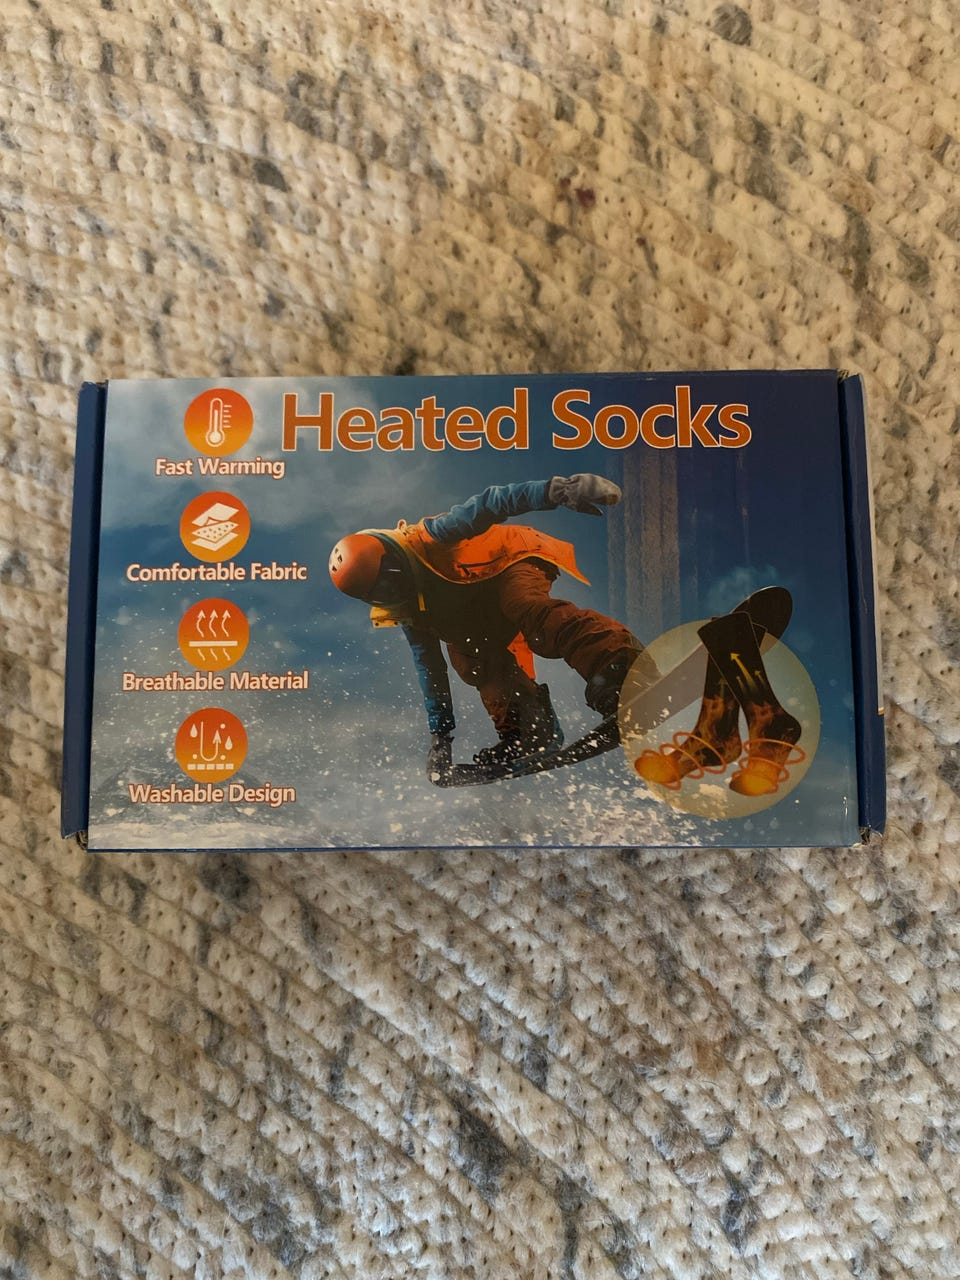 Heated Socks
Fast Warming
Comfortable Fabric
Breathable Material
Washable Design